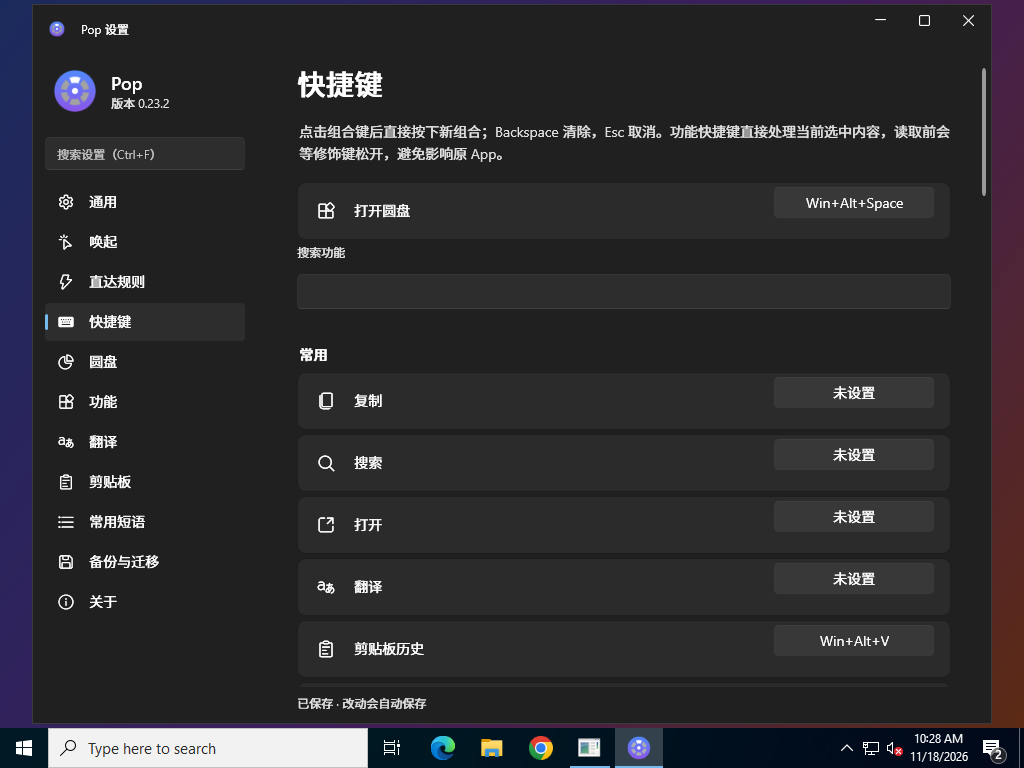 Pop 设置
Pop
版本 0.23.2
搜索设置（Ctrl+F）
通用
唤起
直达规则
快捷键
圆盘
功能
翻译
剪贴板
常用短语
备份与迁移
关于
快捷键
点击组合键后直接按下新组合；Backspace 清除，Esc 取消。功能快捷键直接处理当前选中内容，读取前会
等修饰键松开，避免影响原 App。
打开圆盘
Win+Alt+Space
搜索功能
常用
复制
未设置
搜索
未设置
打开
未设置
翻译
未设置
剪贴板历史
Win+Alt+V
已保存 · 改动会自动保存
Type here to search
10:28 AM
11/18/2026
2